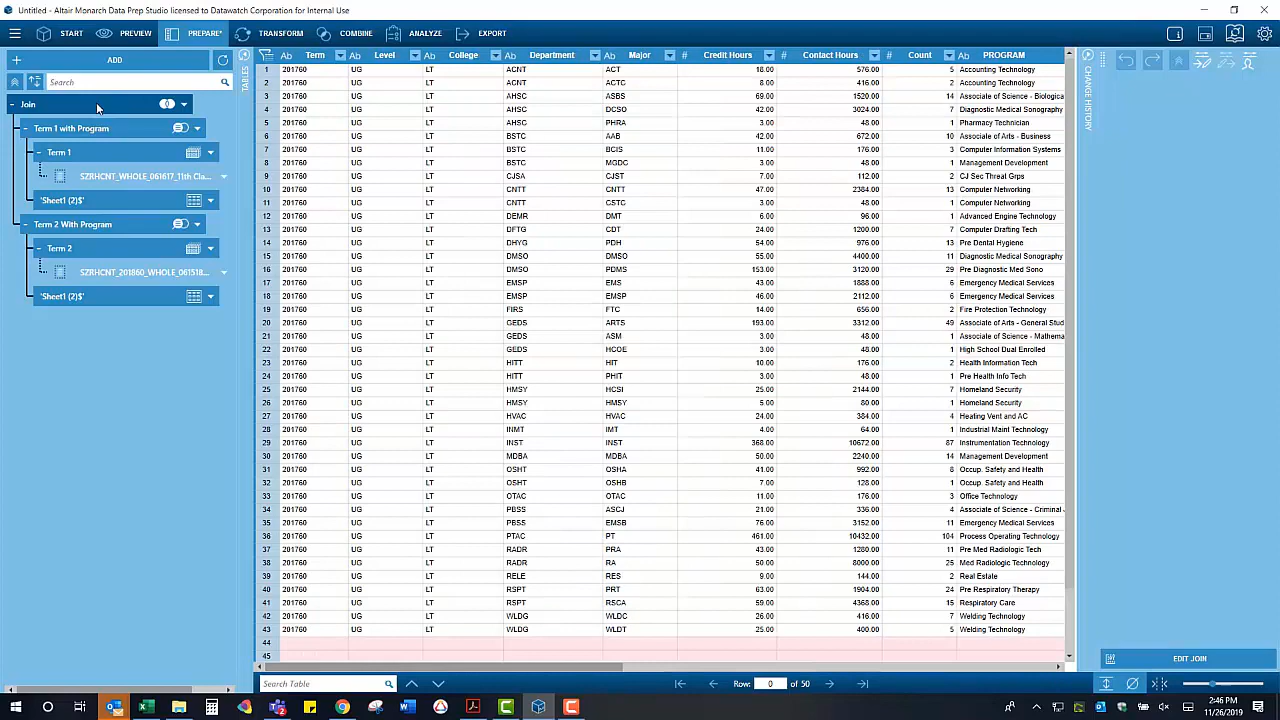 Untitled - Altair Monarch Data Prep Studio licensed to Datawatch Corporation for Internal Use
START PREVIEW PREPARE* TRANSFORM COMBINE ANALYZE EXPORT
ADD
Search
Join
Term 1 with Program
Term 1
SZRHCNT_WHOLE_061617_11th Cla...
'Sheet1 (2)$'
Term 2 With Program
Term 2
SZRHCNT_201860_WHOLE_061518...
'Sheet1 (2)$'
TABLES
Ab Term Ab Level Ab College Ab Department Ab Major # Credit Hours # Contact Hours # Count Ab PROGRAM
1 201760 UG LT ACNT ACT 18.00 576.00 5 Accounting Technology
2 201760 UG LT ACNT ACTC 8.00 416.00 2 Accounting Technology
3 201760 UG LT AHSC ASBS 69.00 1520.00 14 Associate of Science - Biologica
4 201760 UG LT AHSC DCSO 42.00 3024.00 7 Diagnostic Medical Sonography
5 201760 UG LT AHSC PHRA 3.00 48.00 1 Pharmacy Technician
6 201760 UG LT BSTC AAB 42.00 672.00 10 Associate of Arts - Business
7 201760 UG LT BSTC BCIS 11.00 176.00 3 Computer Information Systems
8 201760 UG LT BSTC MGDC 3.00 48.00 1 Management Development
9 201760 UG LT CJSA CJST 7.00 112.00 2 CJ Sec Threat Grps
10 201760 UG LT CNTT CNT 47.00 2384.00 13 Computer Networking
11 201760 UG LT CNTT CSTC 3.00 48.00 1 Computer Networking
12 201760 UG LT DEMR DMT 6.00 96.00 1 Advanced Engine Technology
13 201760 UG LT DFTG CDT 24.00 1200.00 7 Computer Drafting Tech
14 201760 UG LT DHYG PDH 54.00 976.00 13 Pre Dental Hygiene
15 201760 UG LT DMSO DMSO 55.00 4400.00 11 Diagnostic Medical Sonography
16 201760 UG LT DMSO PDMS 153.00 3120.00 29 Pre Diagnostic Med Sono
17 201760 UG LT EMSP EMS 43.00 1888.00 6 Emergency Medical Services
18 201760 UG LT EMSP EMSP 46.00 2112.00 6 Emergency Medical Services
19 201760 UG LT FIRS FTC 14.00 656.00 2 Fire Protection Technology
20 201760 UG LT GEDS ARTS 193.00 3312.00 49 Associate of Arts - General Stud
21 201760 UG LT GEDS ASM 3.00 48.00 1 Associate of Science - Mathema
22 201760 UG LT GEDS HCOE 3.00 48.00 1 High School Dual Enrolled
23 201760 UG LT HITT HIT 10.00 176.00 2 Health Information Tech
24 201760 UG LT HITT PHIT 3.00 48.00 1 Pre Health Info Tech
25 201760 UG LT HMSY HCSI 25.00 2144.00 7 Homeland Security
26 201760 UG LT HMSY HMSY 5.00 80.00 1 Homeland Security
27 201760 UG LT HVAC HVAC 24.00 384.00 4 Heating Vent and AC
28 201760 UG LT INMT IMT 4.00 64.00 1 Industrial Maint Technology
29 201760 UG LT INST INST 368.00 10672.00 87 Instrumentation Technology
30 201760 UG LT MDBA MDBA 50.00 2240.00 14 Management Development
31 201760 UG LT OSHT OSHA 41.00 992.00 8 Occup. Safety and Health
32 201760 UG LT OSHT OSHB 7.00 128.00 1 Occup. Safety and Health
33 201760 UG LT OTAC OTAC 11.00 176.00 3 Office Technology
34 201760 UG LT PBSS ASCJ 21.00 336.00 4 Associate of Science - Criminal
35 201760 UG LT PBSS EMSB 76.00 3152.00 11 Emergency Medical Services
36 201760 UG LT PTAC PT 461.00 10432.00 104 Process Operating Technology
37 201760 UG LT RADR PRA 43.00 1280.00 11 Pre Med Radiologic Tech
38 201760 UG LT RADR RA 50.00 8000.00 25 Med Radiologic Technology
39 201760 UG LT RELE RES 9.00 144.00 2 Real Estate
40 201760 UG LT RSPT PRT 63.00 1904.00 24 Pre Respiratory Therapy
41 201760 UG LT RSPT RSCA 59.00 4368.00 15 Respiratory Care
42 201760 UG LT WLDG WLDC 26.00 416.00 7 Welding Technology
43 201760 UG LT WLDG WLDT 25.00 400.00 5 Welding Technology
44
45
Search Table
Row: 0 of 50
CHANGE HISTORY
EDIT JOIN
2:46 PM
11/26/2019